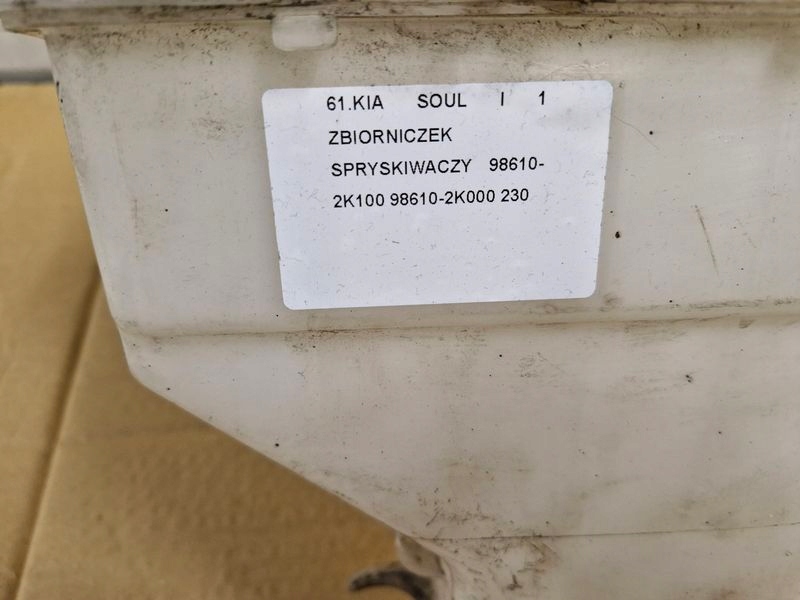 61.KIA SOUL I 1
ZBIORNICZEK
SPRYSKIWACZY 98610-
2K100 98610-2K000 230